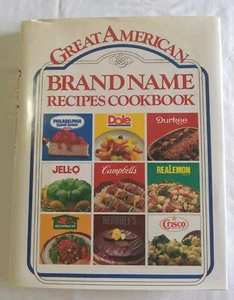 GREAT AMERICAN
BRAND NAME
RECIPES COOKBOOK
PHILADELPHIA
Dole
Durkee
JELL-O
Campbell's
REALEMON
HERSHEY'S
Crisco